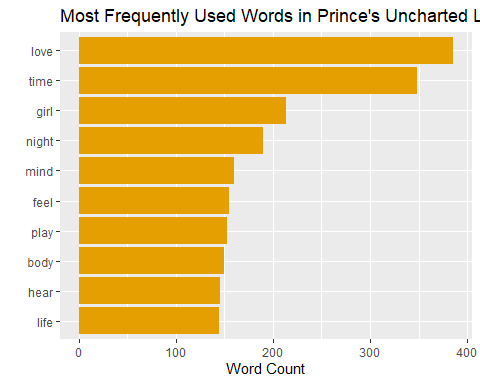 Most Frequently Used Words in Prince's Uncharted L
love
time
girl
night
mind
feel
play
body
hear
life
0 100 200 300 400
Word Count